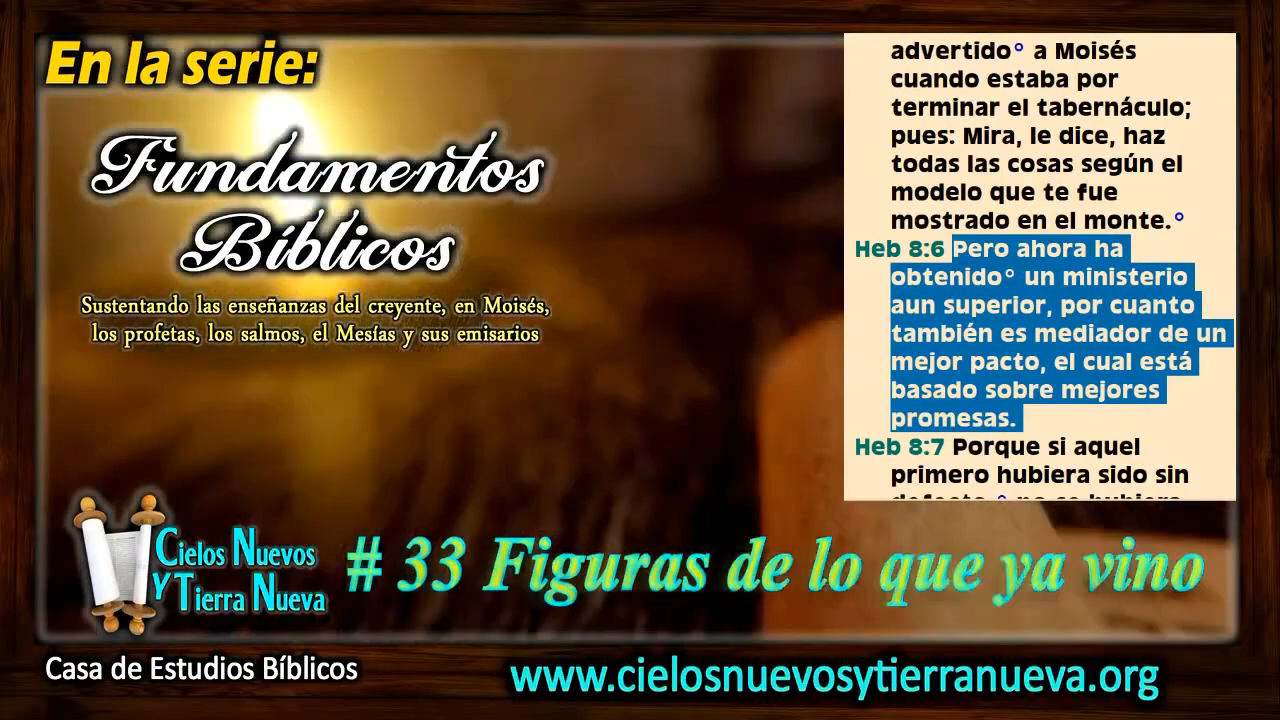 En la serie:
Fundamentos
Bíblicos
Sustentando las enseñanzas del creyente, en Moisés,
los profetas, los salmos, el Mesías y sus emisarios
advertido° a Moisés
cuando estaba por
terminar el tabernáculo;
pues: Mira, le dice, haz
todas las cosas según el
modelo que te fue
mostrado en el monte.°
Heb 8:6 Pero ahora ha
obtenido° un ministerio
aun superior, por cuanto
también es mediador de un
mejor pacto, el cual está
basado sobre mejores
promesas.
Heb 8:7 Porque si aquel
primero hubiera sido sin
Cielos Nuevos
Y Tierra Nueva
# 33 Figuras de lo que ya vino
Casa de Estudios Bíblicos
www.cielosnuevosytierranueva.org